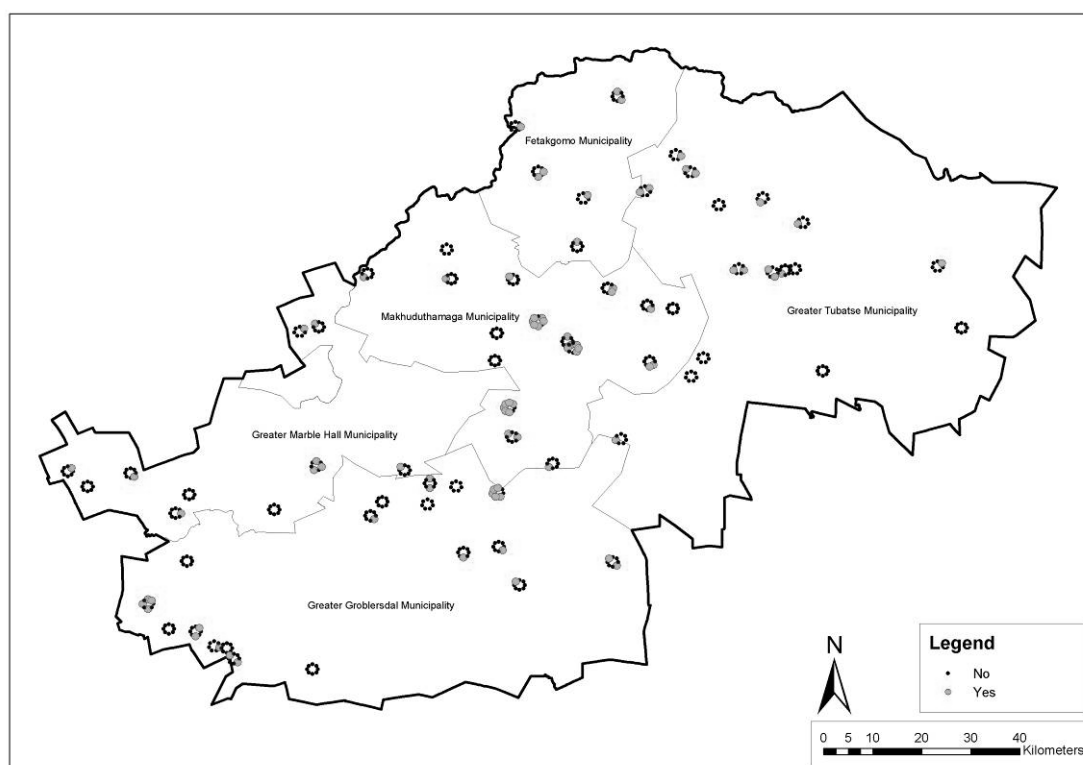 Fetakgomo Municipality
Makhuduthamaga Municipality
Greater Tubatse Municipality
Greater Marble Hall Municipality
Greater Groblersdal Municipality
N
Legend
No
Yes
0 5 10 20 30 40
Kilometers